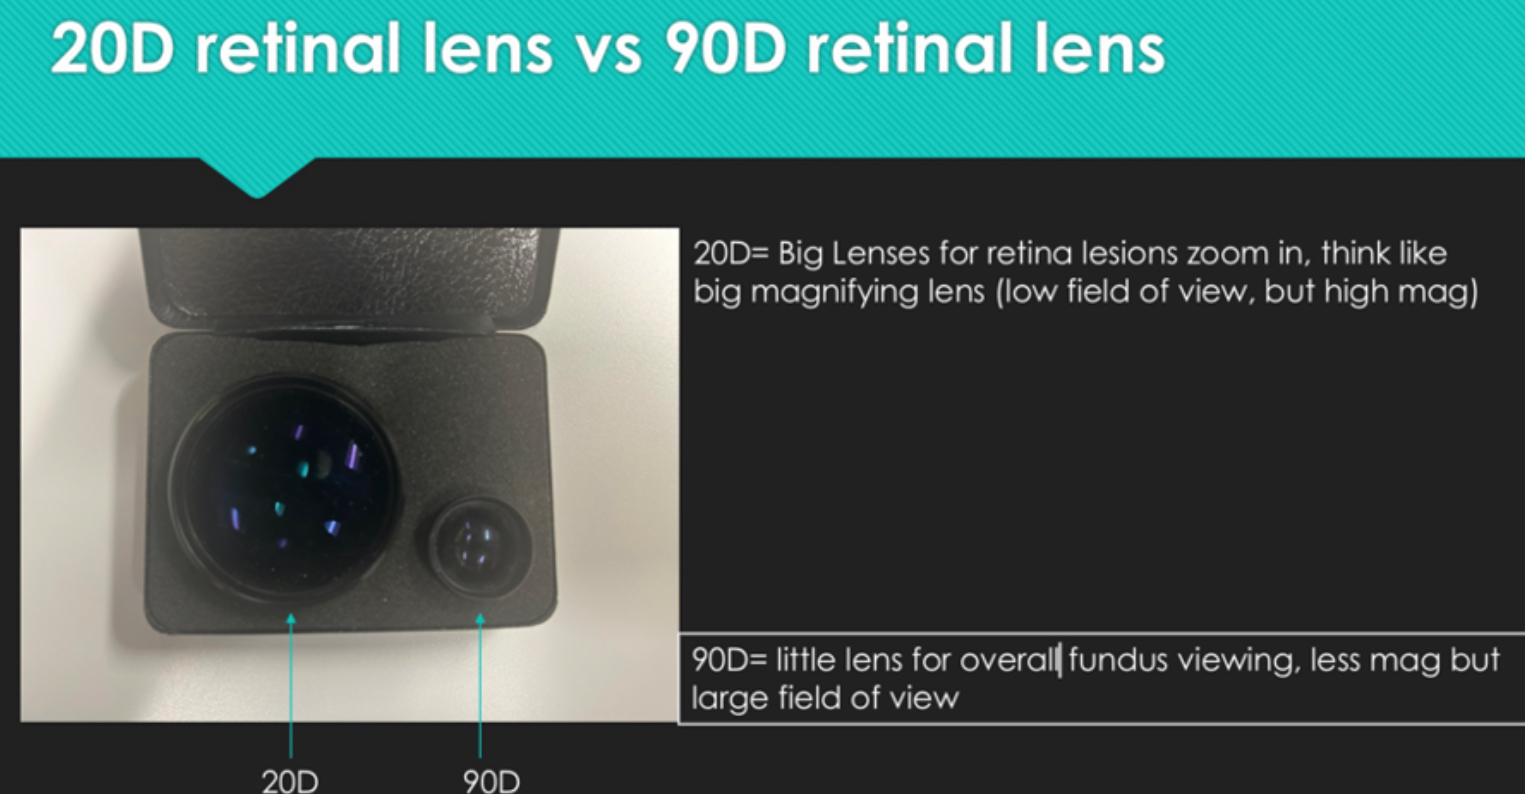 20D retinal lens vs 90D retinal lens
20D= Big Lenses for retina lesions zoom in, think like
big magnifying lens (low field of view, but high mag)
90D= little lens for overall fundus viewing, less mag but
large field of view
20D
90D